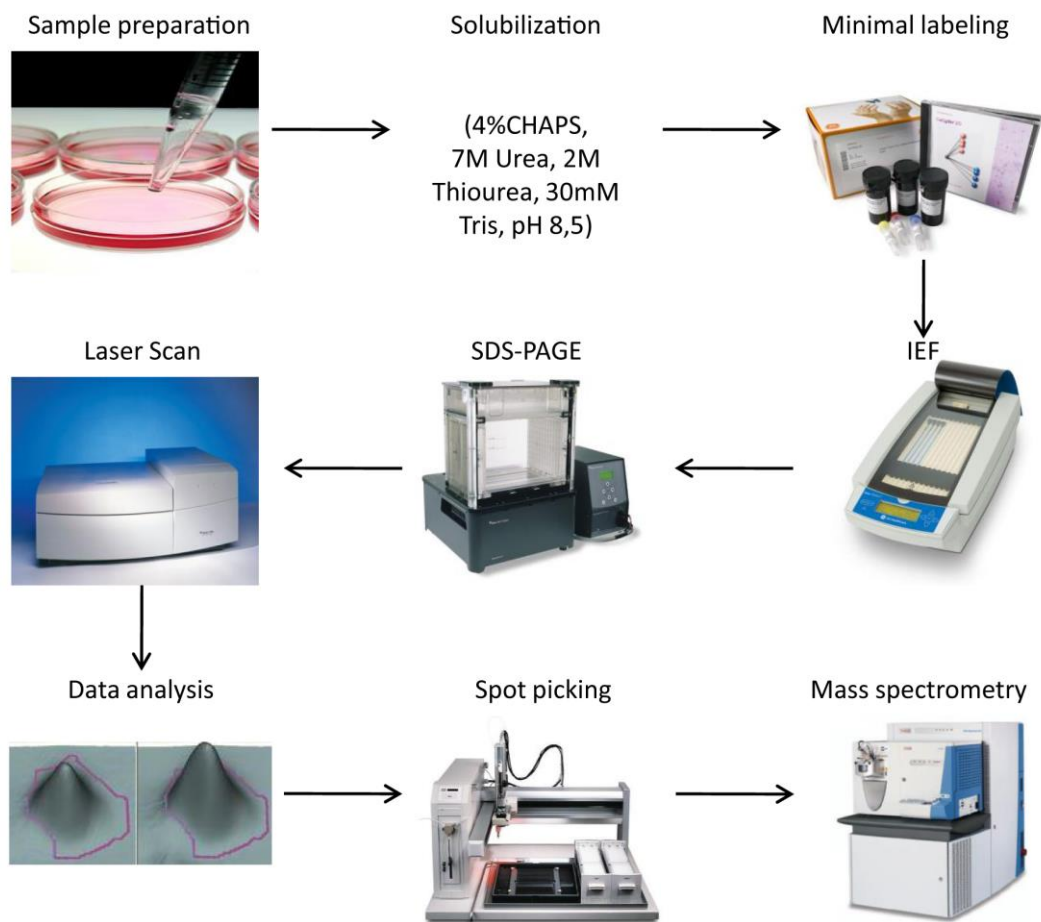 Sample preparation
Solubilization
Minimal labeling
(4%CHAPS,
7M Urea, 2M
Thiourea, 30mM
Tris, pH 8,5)
Laser Scan
SDS-PAGE
IEF
Data analysis
Spot picking
Mass spectrometry